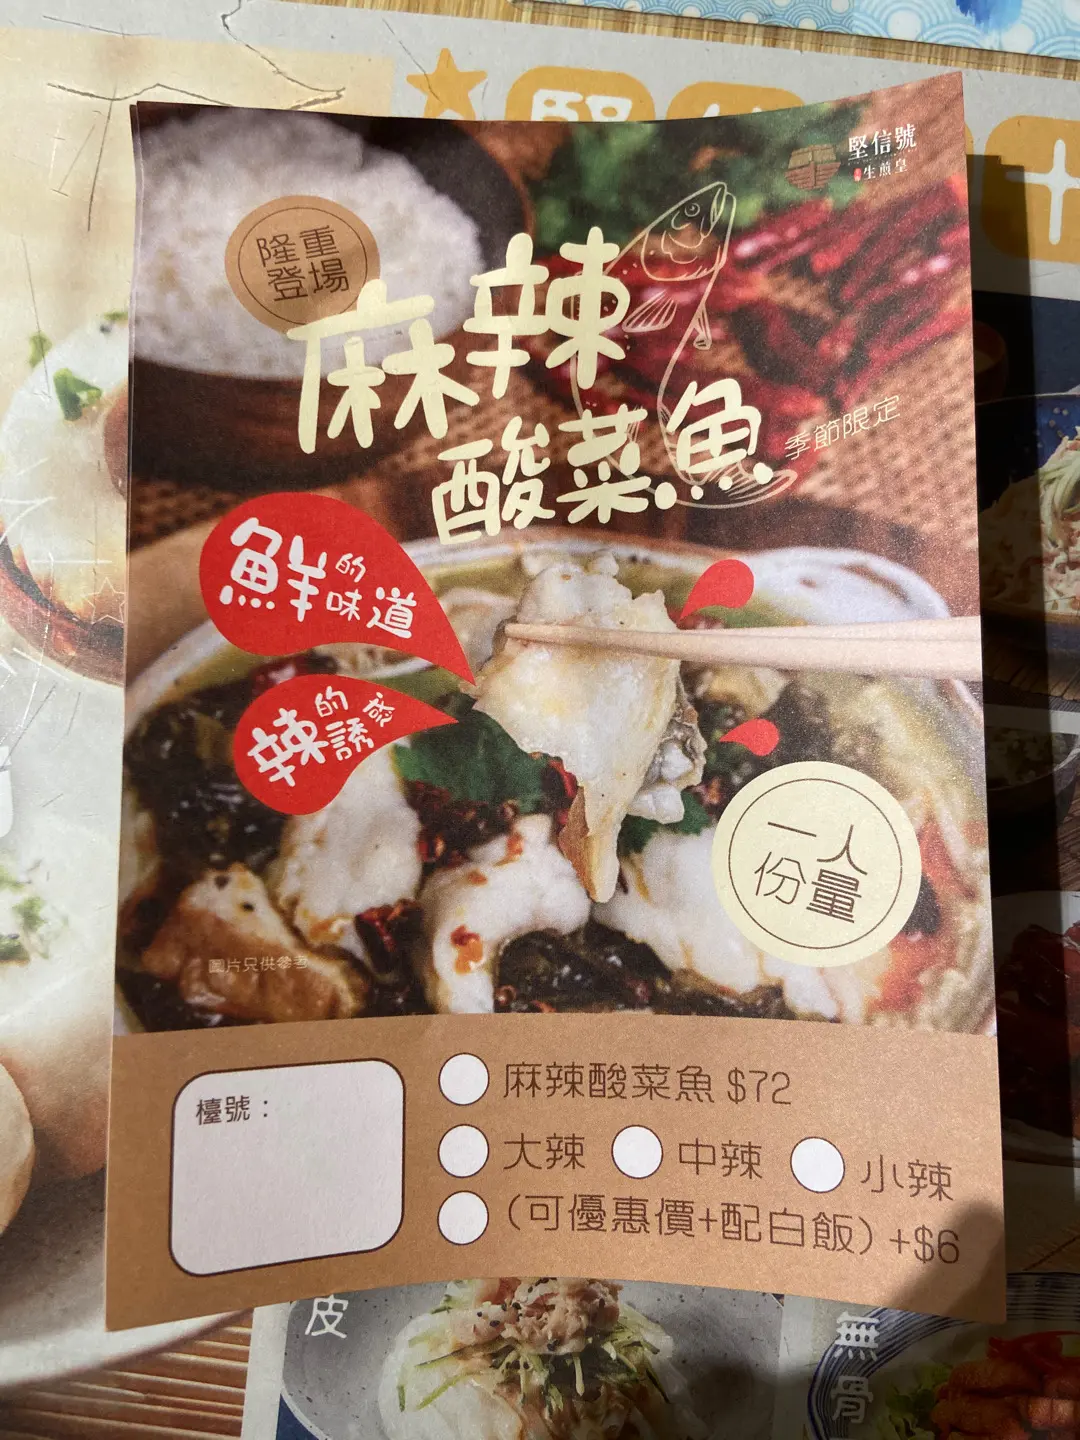 堅信號
生煎皇
隆重
登場
麻辣
酸菜魚
季節限定
鮮的味道
辣的誘惑
一人
份量
圖片只供參考
檯號：
麻辣酸菜魚 $72
大辣 中辣 小辣
(可優惠價+配白飯) +$6
皮
無骨